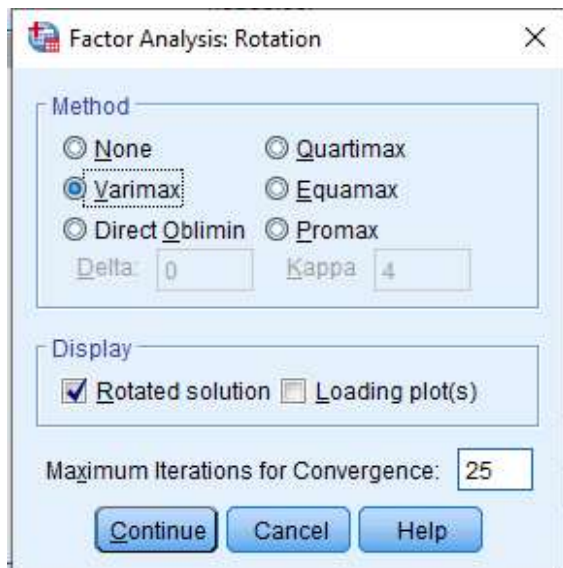 Factor Analysis: Rotation
Method
None Quartimax
Varimax Equamax
Direct Oblimin Promax
Delta: 0 Kappa 4
Display
Rotated solution Loading plot(s)
Maximum Iterations for Convergence: 25
Continue Cancel Help